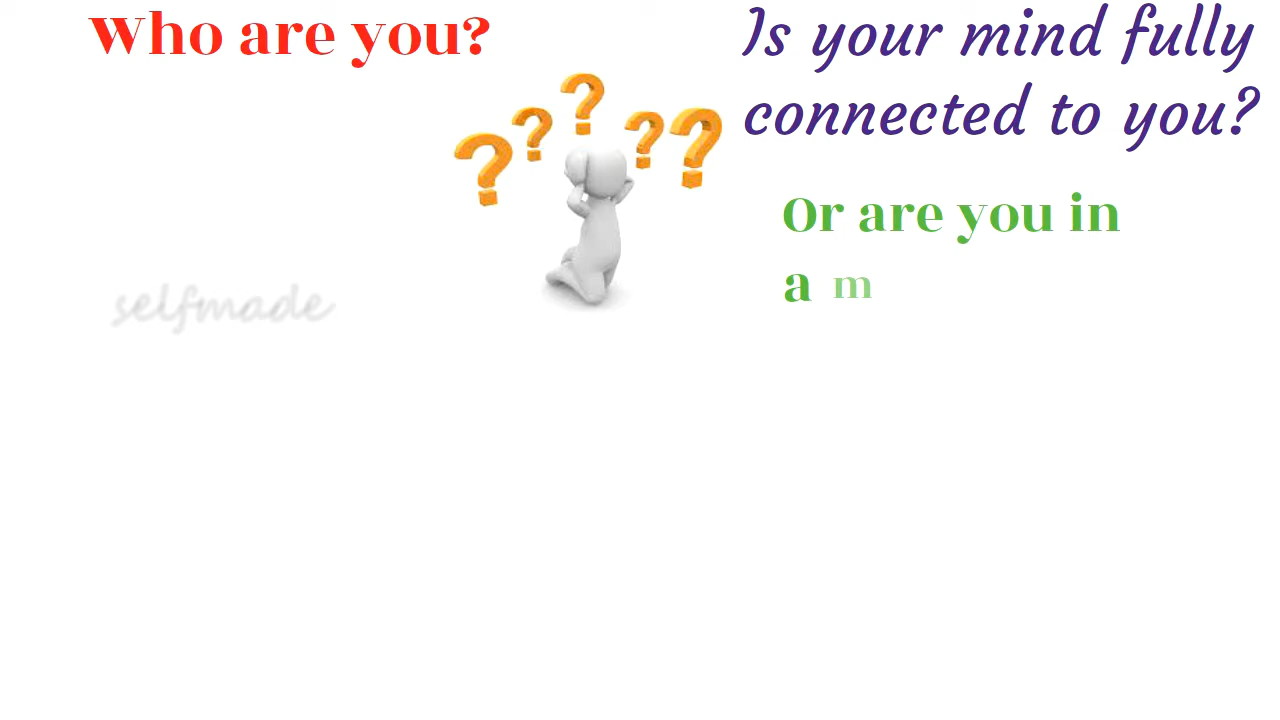 Who are you?
Is your mind fully
connected to you?
Or are you in
a m
selfmade